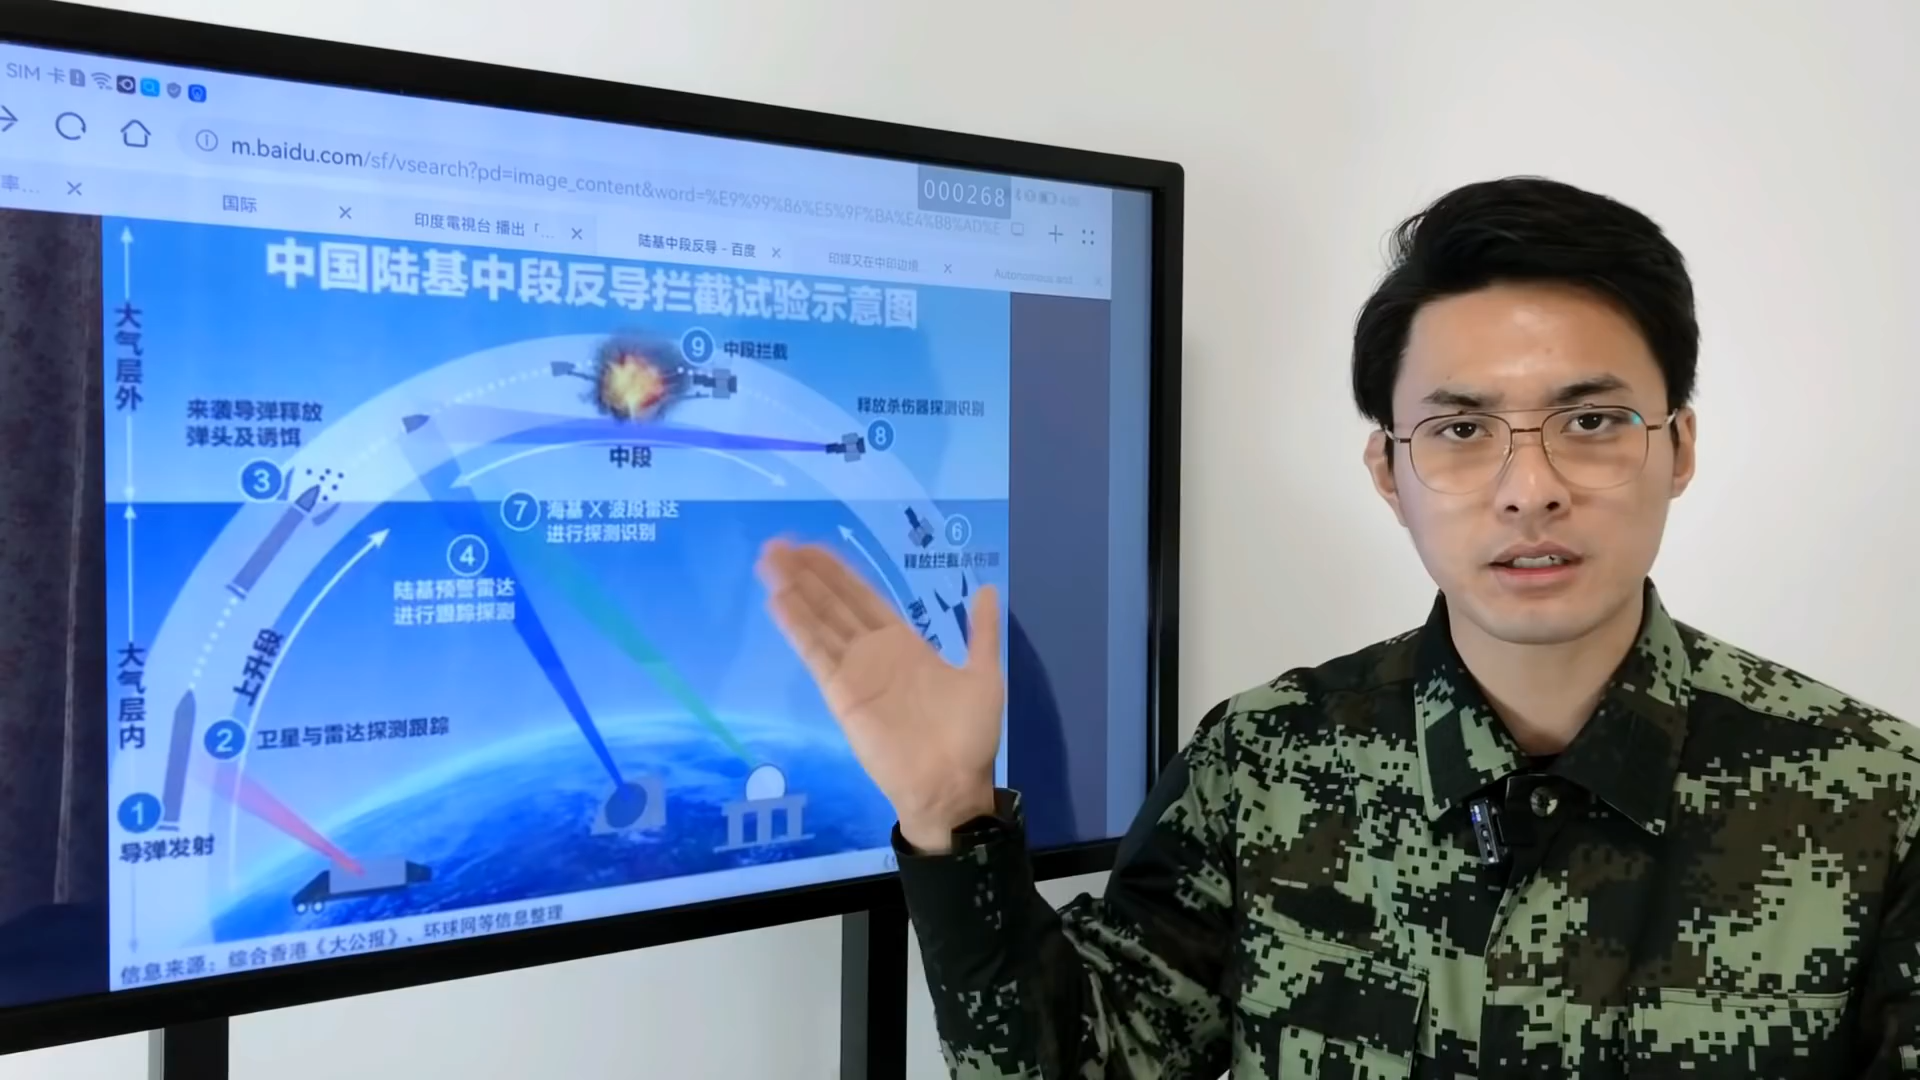 SIM 卡
m.baidu.com/sf/vsearch?pd=image_content&word=%E9%99%86%E5%9F%BA%E4%B8%AD%E
000268
率...
国际
印度電視台 播出「...
陆基中段反导 - 百度
印媒又在中印边境...
Autonomous and
中国陆基中段反导拦截试验示意图
大气层外
9 中段拦截
来袭导弹释放
弹头及诱饵
3
释放杀伤器探测识别
8
中段
7 海基 X 波段雷达
进行探测识别
4
陆基预警雷达
进行跟踪探测
6
释放拦截杀伤器
再入
上升段
大气层内
2 卫星与雷达探测跟踪
1
导弹发射
信息来源：综合香港《大公报》、环球网等信息整理